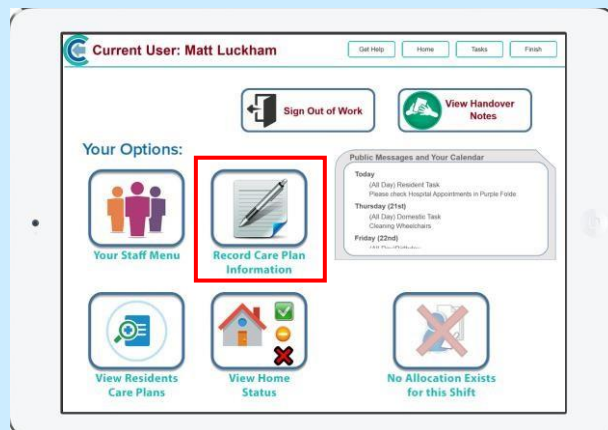 Current User: Matt Luckham
Get Help
Home
Tasks
Finish
Sign Out of Work
View Handover
Notes
Your Options:
Public Messages and Your Calendar
Today
(All Day) Resident Task
Please check Hospital Appointments in Purple Folde
Thursday (21st)
(All Day) Domestic Task
Cleaning Wheelchairs
Friday (22nd)
Your Staff Menu
Record Care Plan
Information
View Residents
Care Plans
View Home
Status
No Allocation Exists
for this Shift